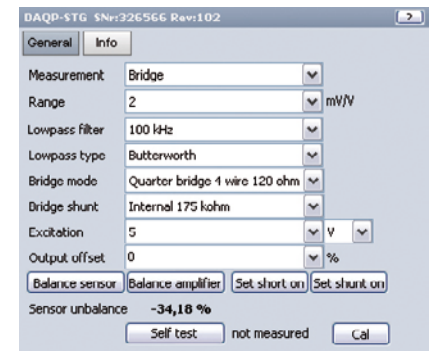 DAQP-STG SNr:326566 Rev:102 ?
General Info
Measurement Bridge
Range 2 mV/V
Lowpass filter 100 kHz
Lowpass type Butterworth
Bridge mode Quarter bridge 4 wire 120 ohm
Bridge shunt Internal 175 kohm
Excitation 5 V
Output offset 0 %
Balance sensor Balance amplifier Set short on Set shunt on
Sensor unbalance -34,18 %
Self test not measured Cal